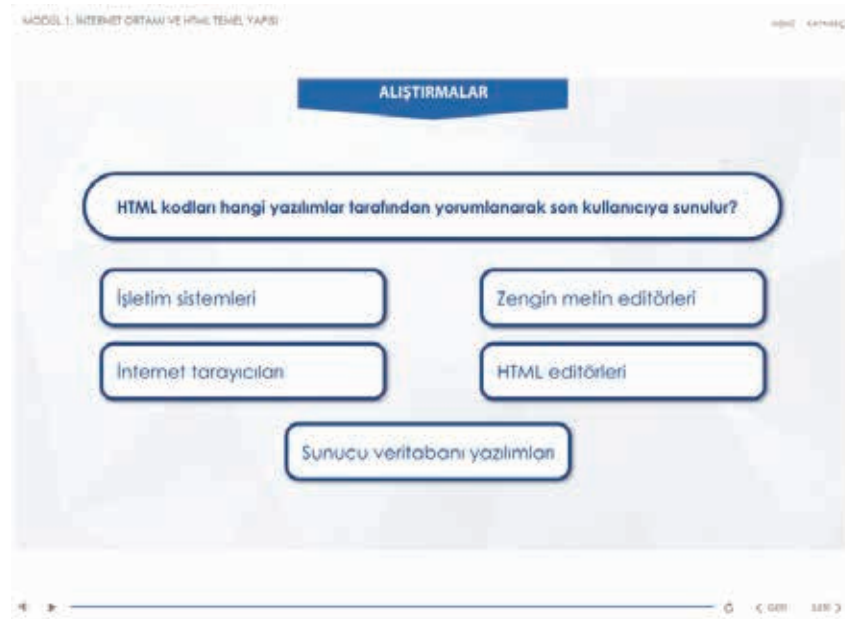 MODÜL 1: İNTERNET ORTAMI VE HTML TEMEL YAPISI
ALIŞTIRMALAR
HTML kodları hangi yazılımlar tarafından yorumlanarak son kullanıcıya sunulur?
İşletim sistemleri
Zengin metin editörleri
İnternet tarayıcıları
HTML editörleri
Sunucu veritabanı yazılımları
GERİ İLERİ